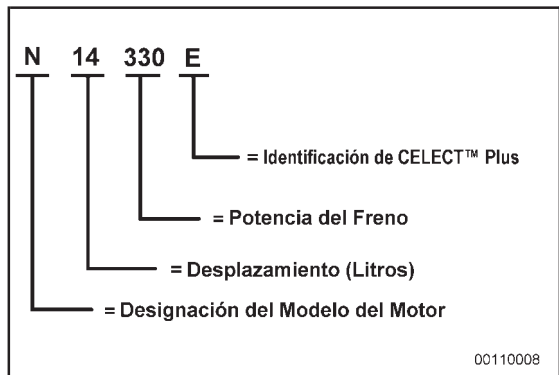 N 14 330 E
= Identificación de CELECT™ Plus
= Potencia del Freno
= Desplazamiento (Litros)
= Designación del Modelo del Motor
00110008